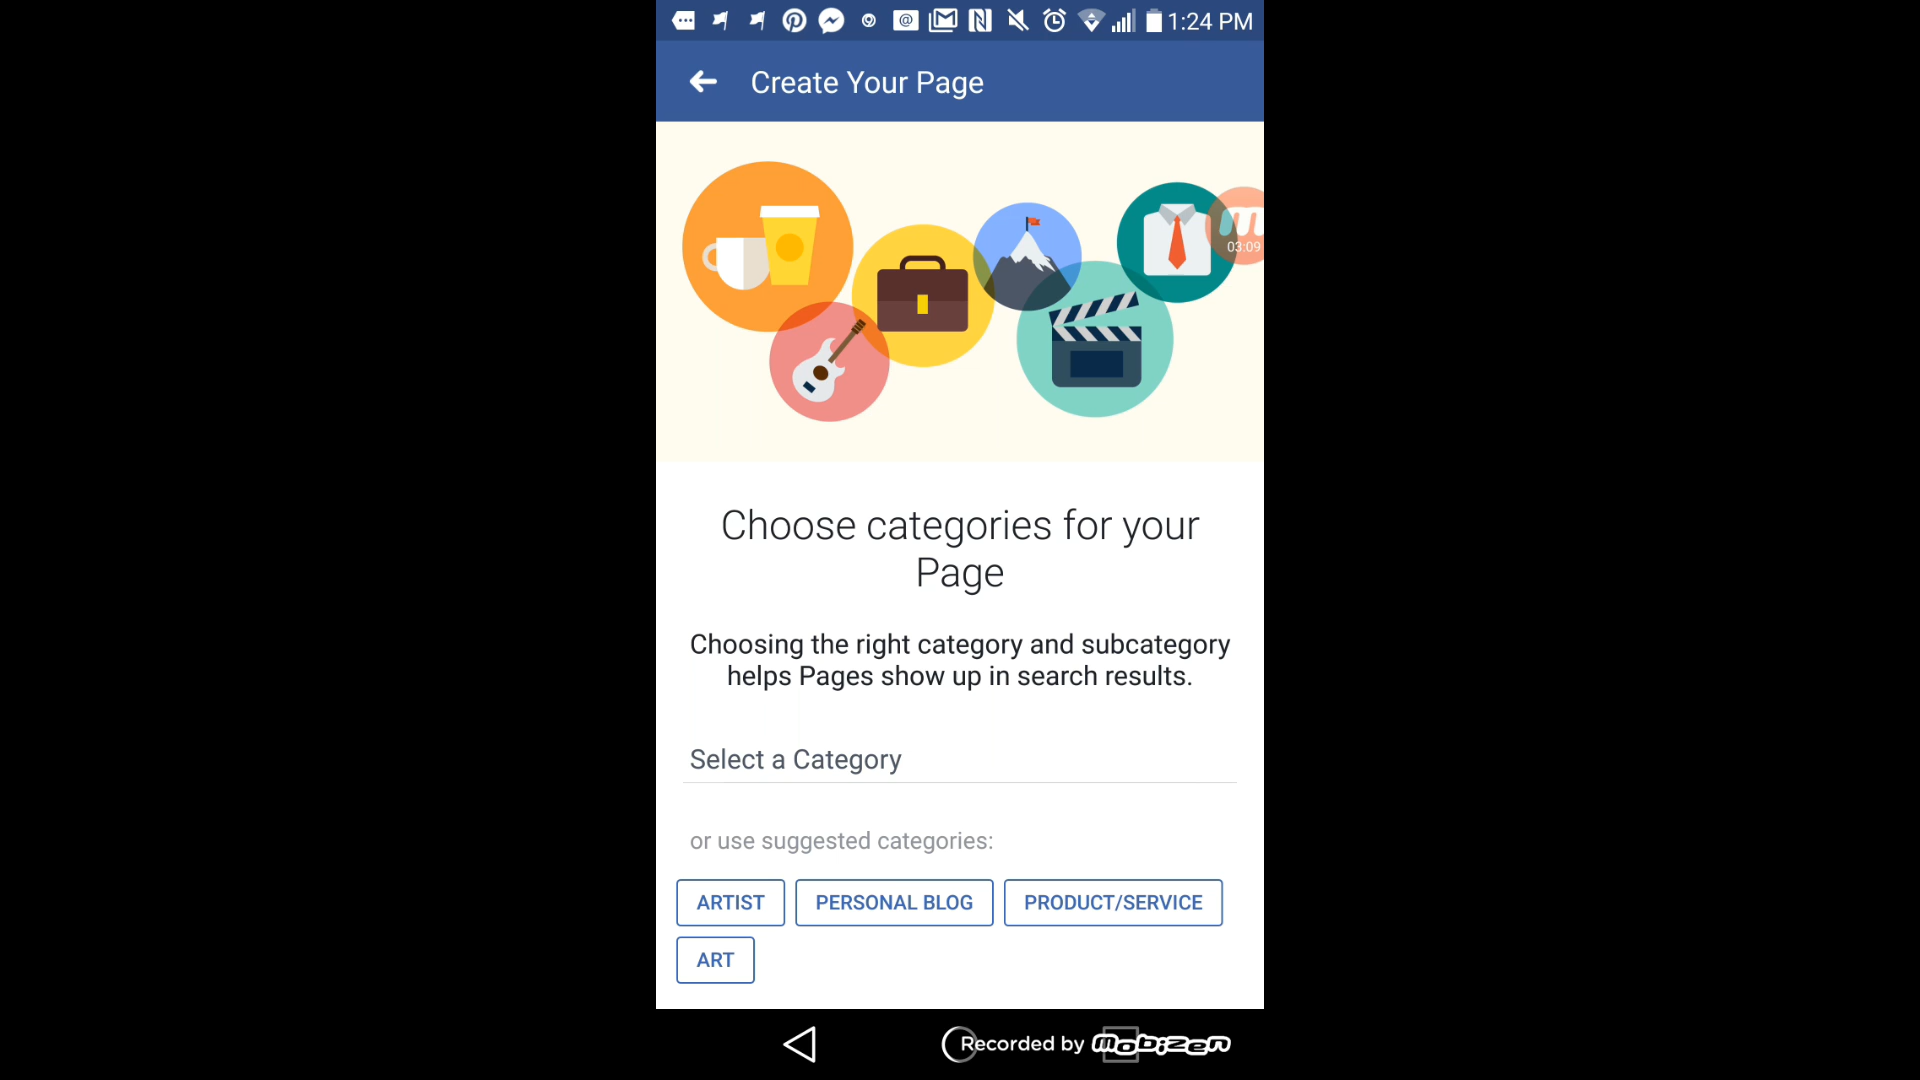 1:24 PM
Create Your Page
03:09
Choose categories for your
Page
Choosing the right category and subcategory
helps Pages show up in search results.
Select a Category
or use suggested categories:
ARTIST
PERSONAL BLOG
PRODUCT/SERVICE
ART
Recorded by mobizen